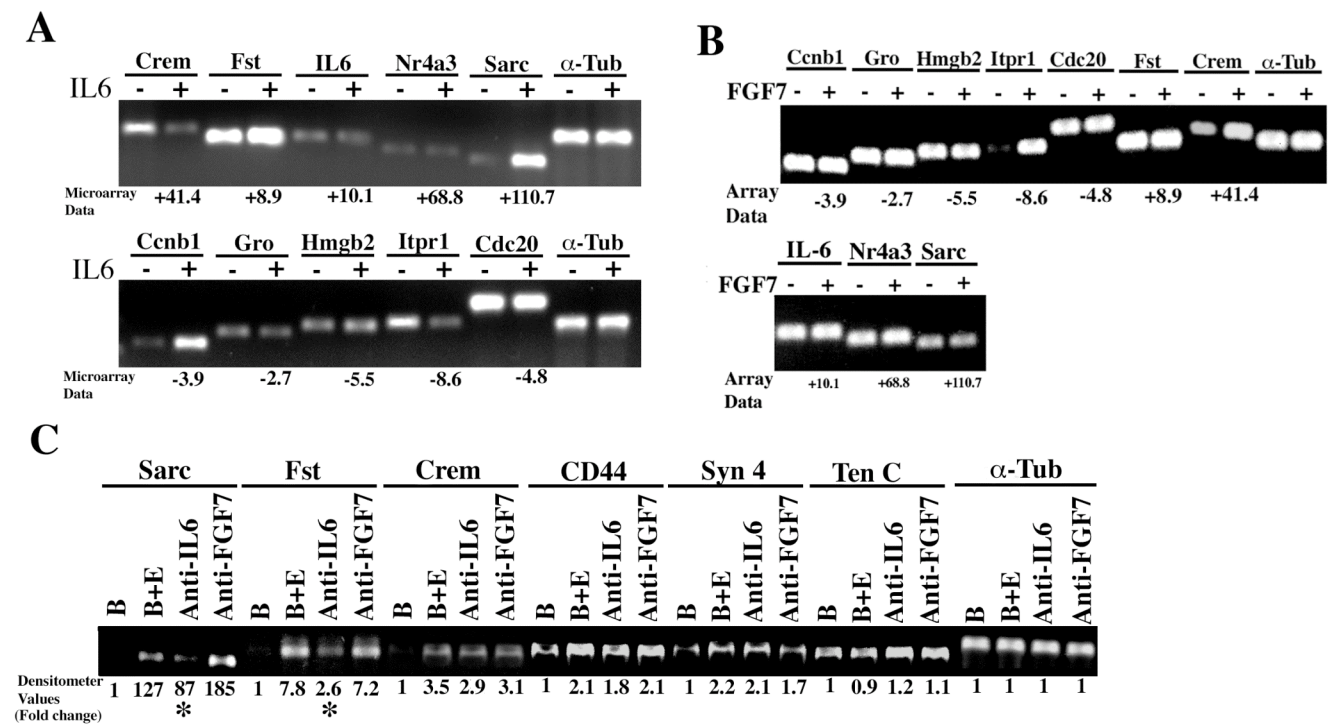 A
Crem Fst IL6 Nr4a3 Sarc α-Tub
IL6 - + - + - + - + - + - +
Microarray Data +41.4 +8.9 +10.1 +68.8 +110.7
Ccnb1 Gro Hmgb2 Itpr1 Cdc20 α-Tub
IL6 - + - + - + - + - + - +
Microarray Data -3.9 -2.7 -5.5 -8.6 -4.8
B
Ccnb1 Gro Hmgb2 Itpr1 Cdc20 Fst Crem α-Tub
FGF7 - + - + - + - + - + - + - + - +
Array Data -3.9 -2.7 -5.5 -8.6 -4.8 +8.9 +41.4
IL-6 Nr4a3 Sarc
FGF7 - + - + - +
Array Data +10.1 +68.8 +110.7
C
Sarc Fst Crem CD44 Syn 4 Ten C α-Tub
B B+E Anti-IL6 Anti-FGF7 B B+E Anti-IL6 Anti-FGF7 B B+E Anti-IL6 Anti-FGF7 B B+E Anti-IL6 Anti-FGF7 B B+E Anti-IL6 Anti-FGF7 B B+E Anti-IL6 Anti-FGF7 B B+E Anti-IL6 Anti-FGF7
Densitometer Values (Fold change) 1 127 87 185 1 7.8 2.6 7.2 1 3.5 2.9 3.1 1 2.1 1.8 2.1 1 2.2 2.1 1.7 1 0.9 1.2 1.1 1 1 1 1
* *